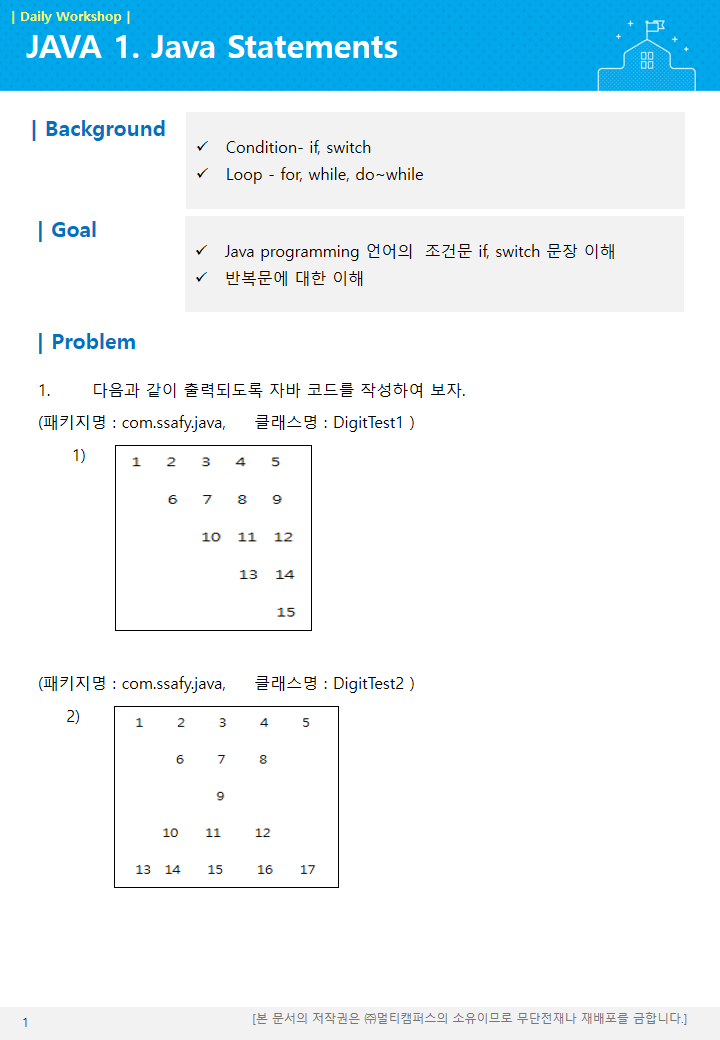 | Daily Workshop |
JAVA 1. Java Statements
| Background
✓ Condition- if, switch
✓ Loop - for, while, do~while
| Goal
✓ Java programming 언어의 조건문 if, switch 문장 이해
✓ 반복문에 대한 이해
| Problem
1. 다음과 같이 출력되도록 자바 코드를 작성하여 보자.
(패키지명 : com.ssafy.java, 클래스명 : DigitTest1 )
1)
1 2 3 4 5
6 7 8 9
10 11 12
13 14
15
(패키지명 : com.ssafy.java, 클래스명 : DigitTest2 )
2)
1 2 3 4 5
6 7 8
9
10 11 12
13 14 15 16 17
1
[본 문서의 저작권은 ㈜멀티캠퍼스의 소유이므로 무단전재나 재배포를 금합니다.]